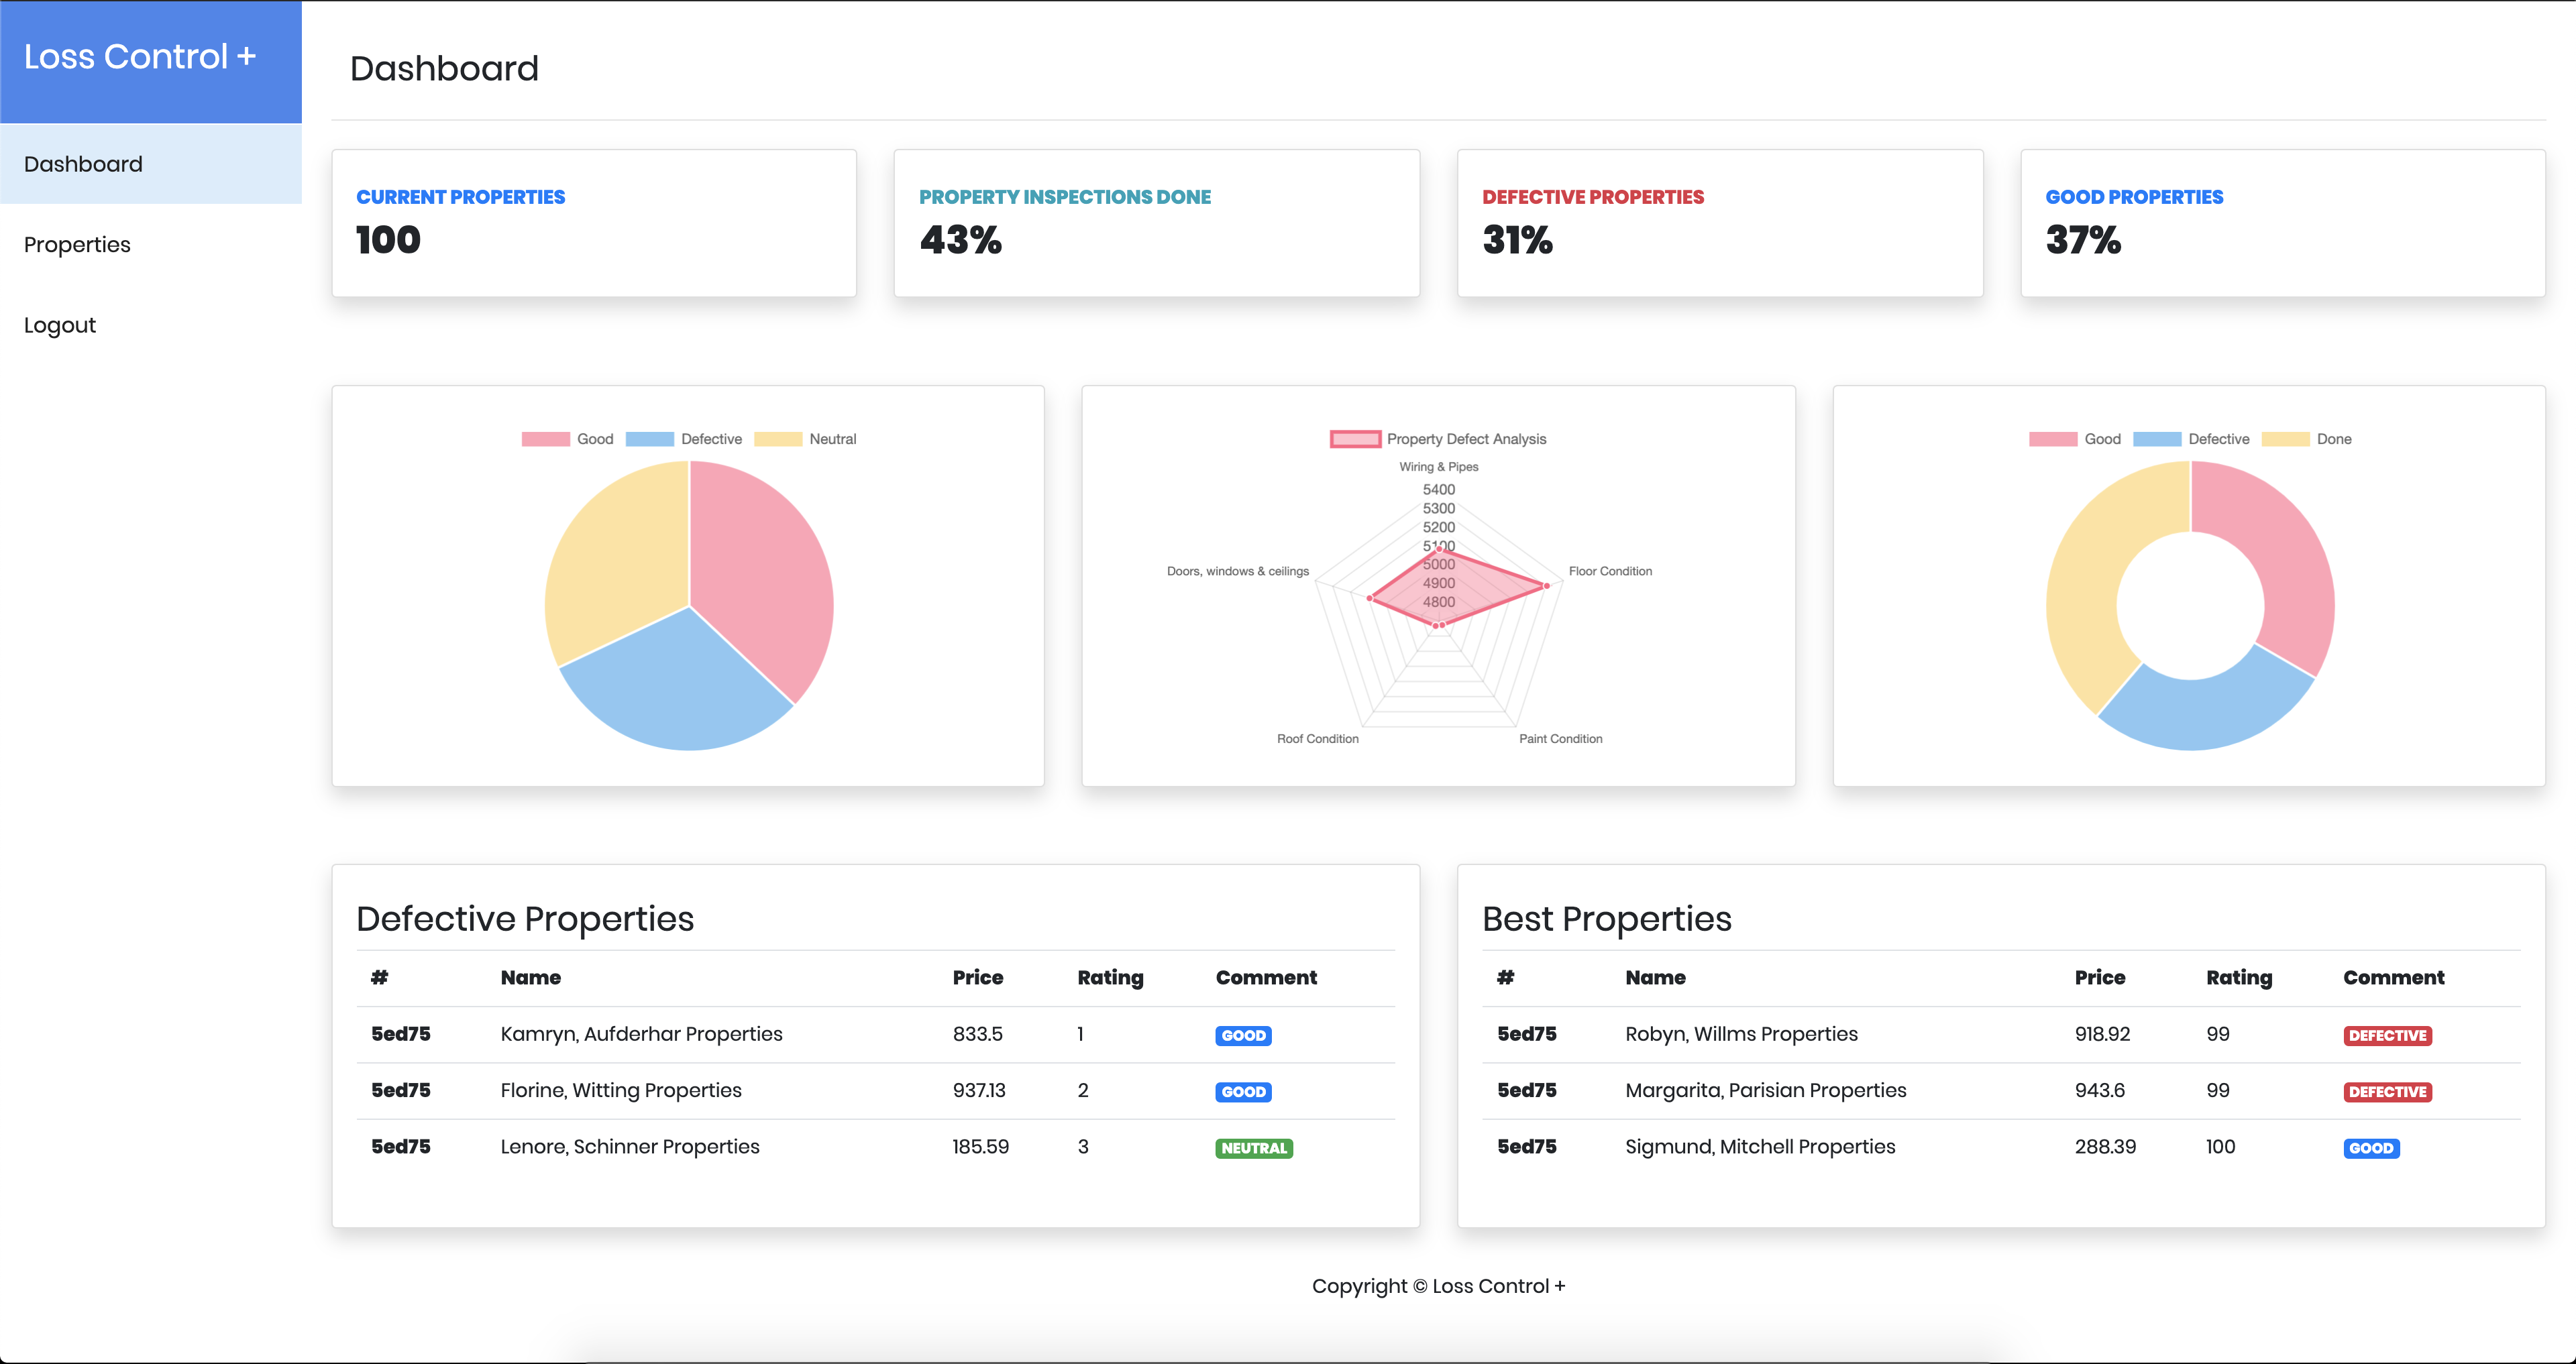 Loss Control +
Dashboard
Properties
Logout
Dashboard
CURRENT PROPERTIES
100
PROPERTY INSPECTIONS DONE
43%
DEFECTIVE PROPERTIES
31%
GOOD PROPERTIES
37%
Good Defective Neutral
Property Defect Analysis
Wiring & Pipes
5400
5300
5200
5100
5000
4900
4800
Doors, windows & ceilings
Floor Condition
Roof Condition
Paint Condition
Good Defective Done
Defective Properties
# Name Price Rating Comment
5ed75 Kamryn, Aufderhar Properties 833.5 1 GOOD
5ed75 Florine, Witting Properties 937.13 2 GOOD
5ed75 Lenore, Schinner Properties 185.59 3 NEUTRAL
Best Properties
# Name Price Rating Comment
5ed75 Robyn, Willms Properties 918.92 99 DEFECTIVE
5ed75 Margarita, Parisian Properties 943.6 99 DEFECTIVE
5ed75 Sigmund, Mitchell Properties 288.39 100 GOOD
Copyright © Loss Control +